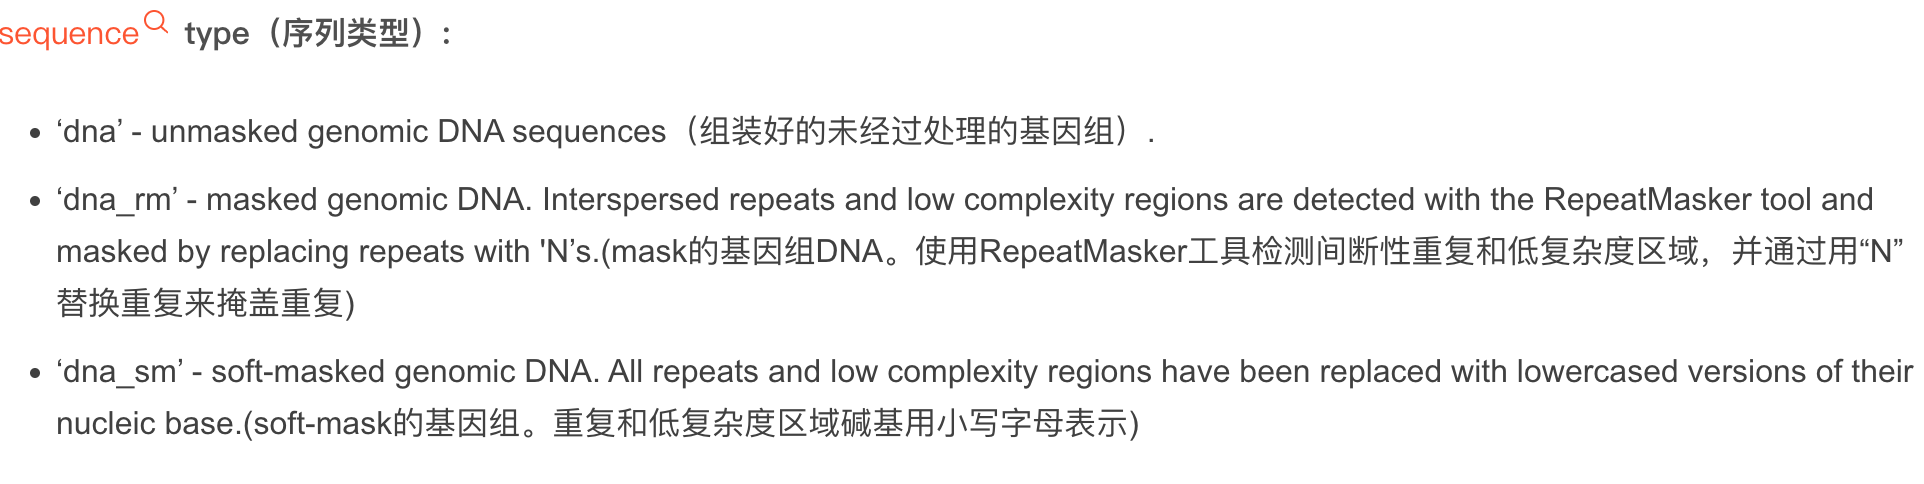 sequence type（序列类型）:
• ‘dna’ - unmasked genomic DNA sequences（组装好的未经过处理的基因组）.
• ‘dna_rm’ - masked genomic DNA. Interspersed repeats and low complexity regions are detected with the RepeatMasker tool and
masked by replacing repeats with 'N’s.(mask的基因组DNA。使用RepeatMasker工具检测间断性重复和低复杂度区域，并通过用“N”
替换重复来掩盖重复)
• ‘dna_sm’ - soft-masked genomic DNA. All repeats and low complexity regions have been replaced with lowercased versions of their
nucleic base.(soft-mask的基因组。重复和低复杂度区域碱基用小写字母表示)